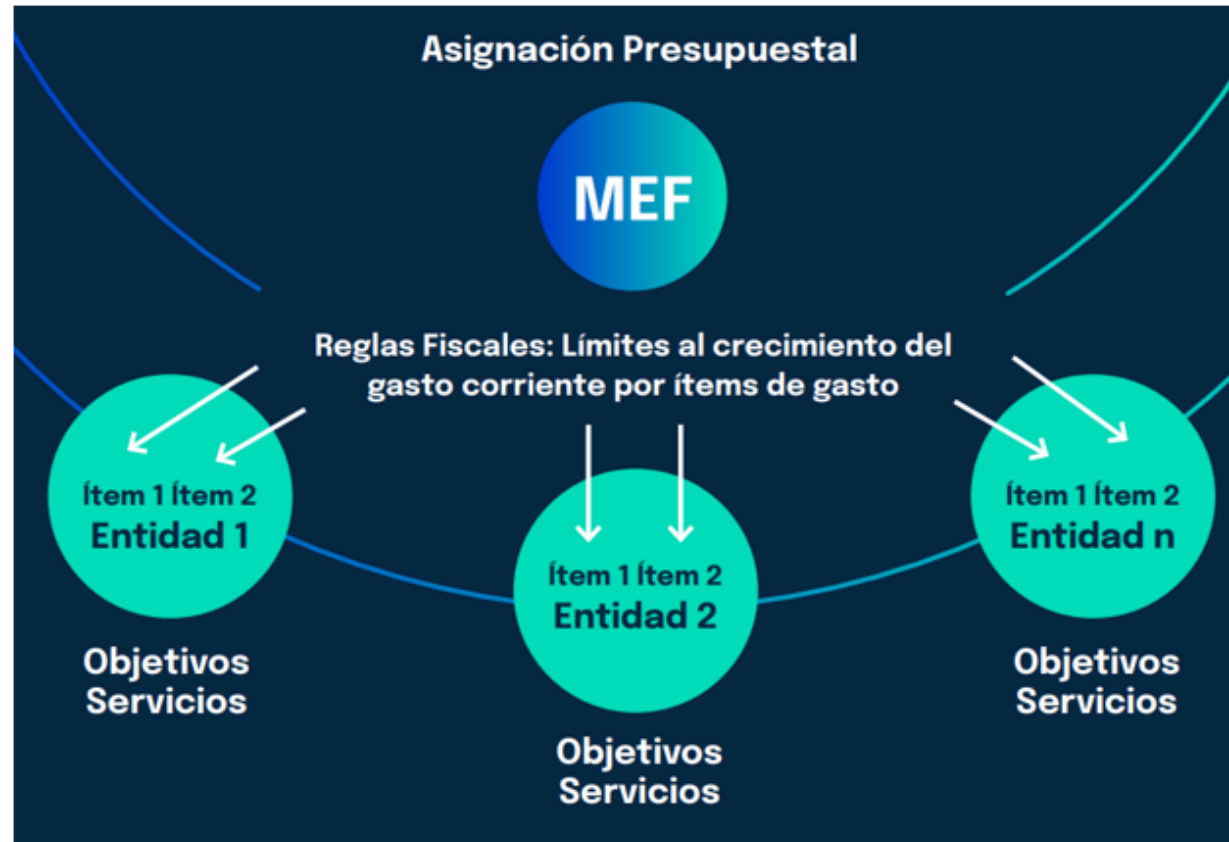 Asignación Presupuestal
MEF
Reglas Fiscales: Límites al crecimiento del
gasto corriente por ítems de gasto
Ítem 1 Ítem 2
Entidad 1
Objetivos
Servicios
Ítem 1 Ítem 2
Entidad 2
Objetivos
Servicios
Ítem 1 Ítem 2
Entidad n
Objetivos
Servicios